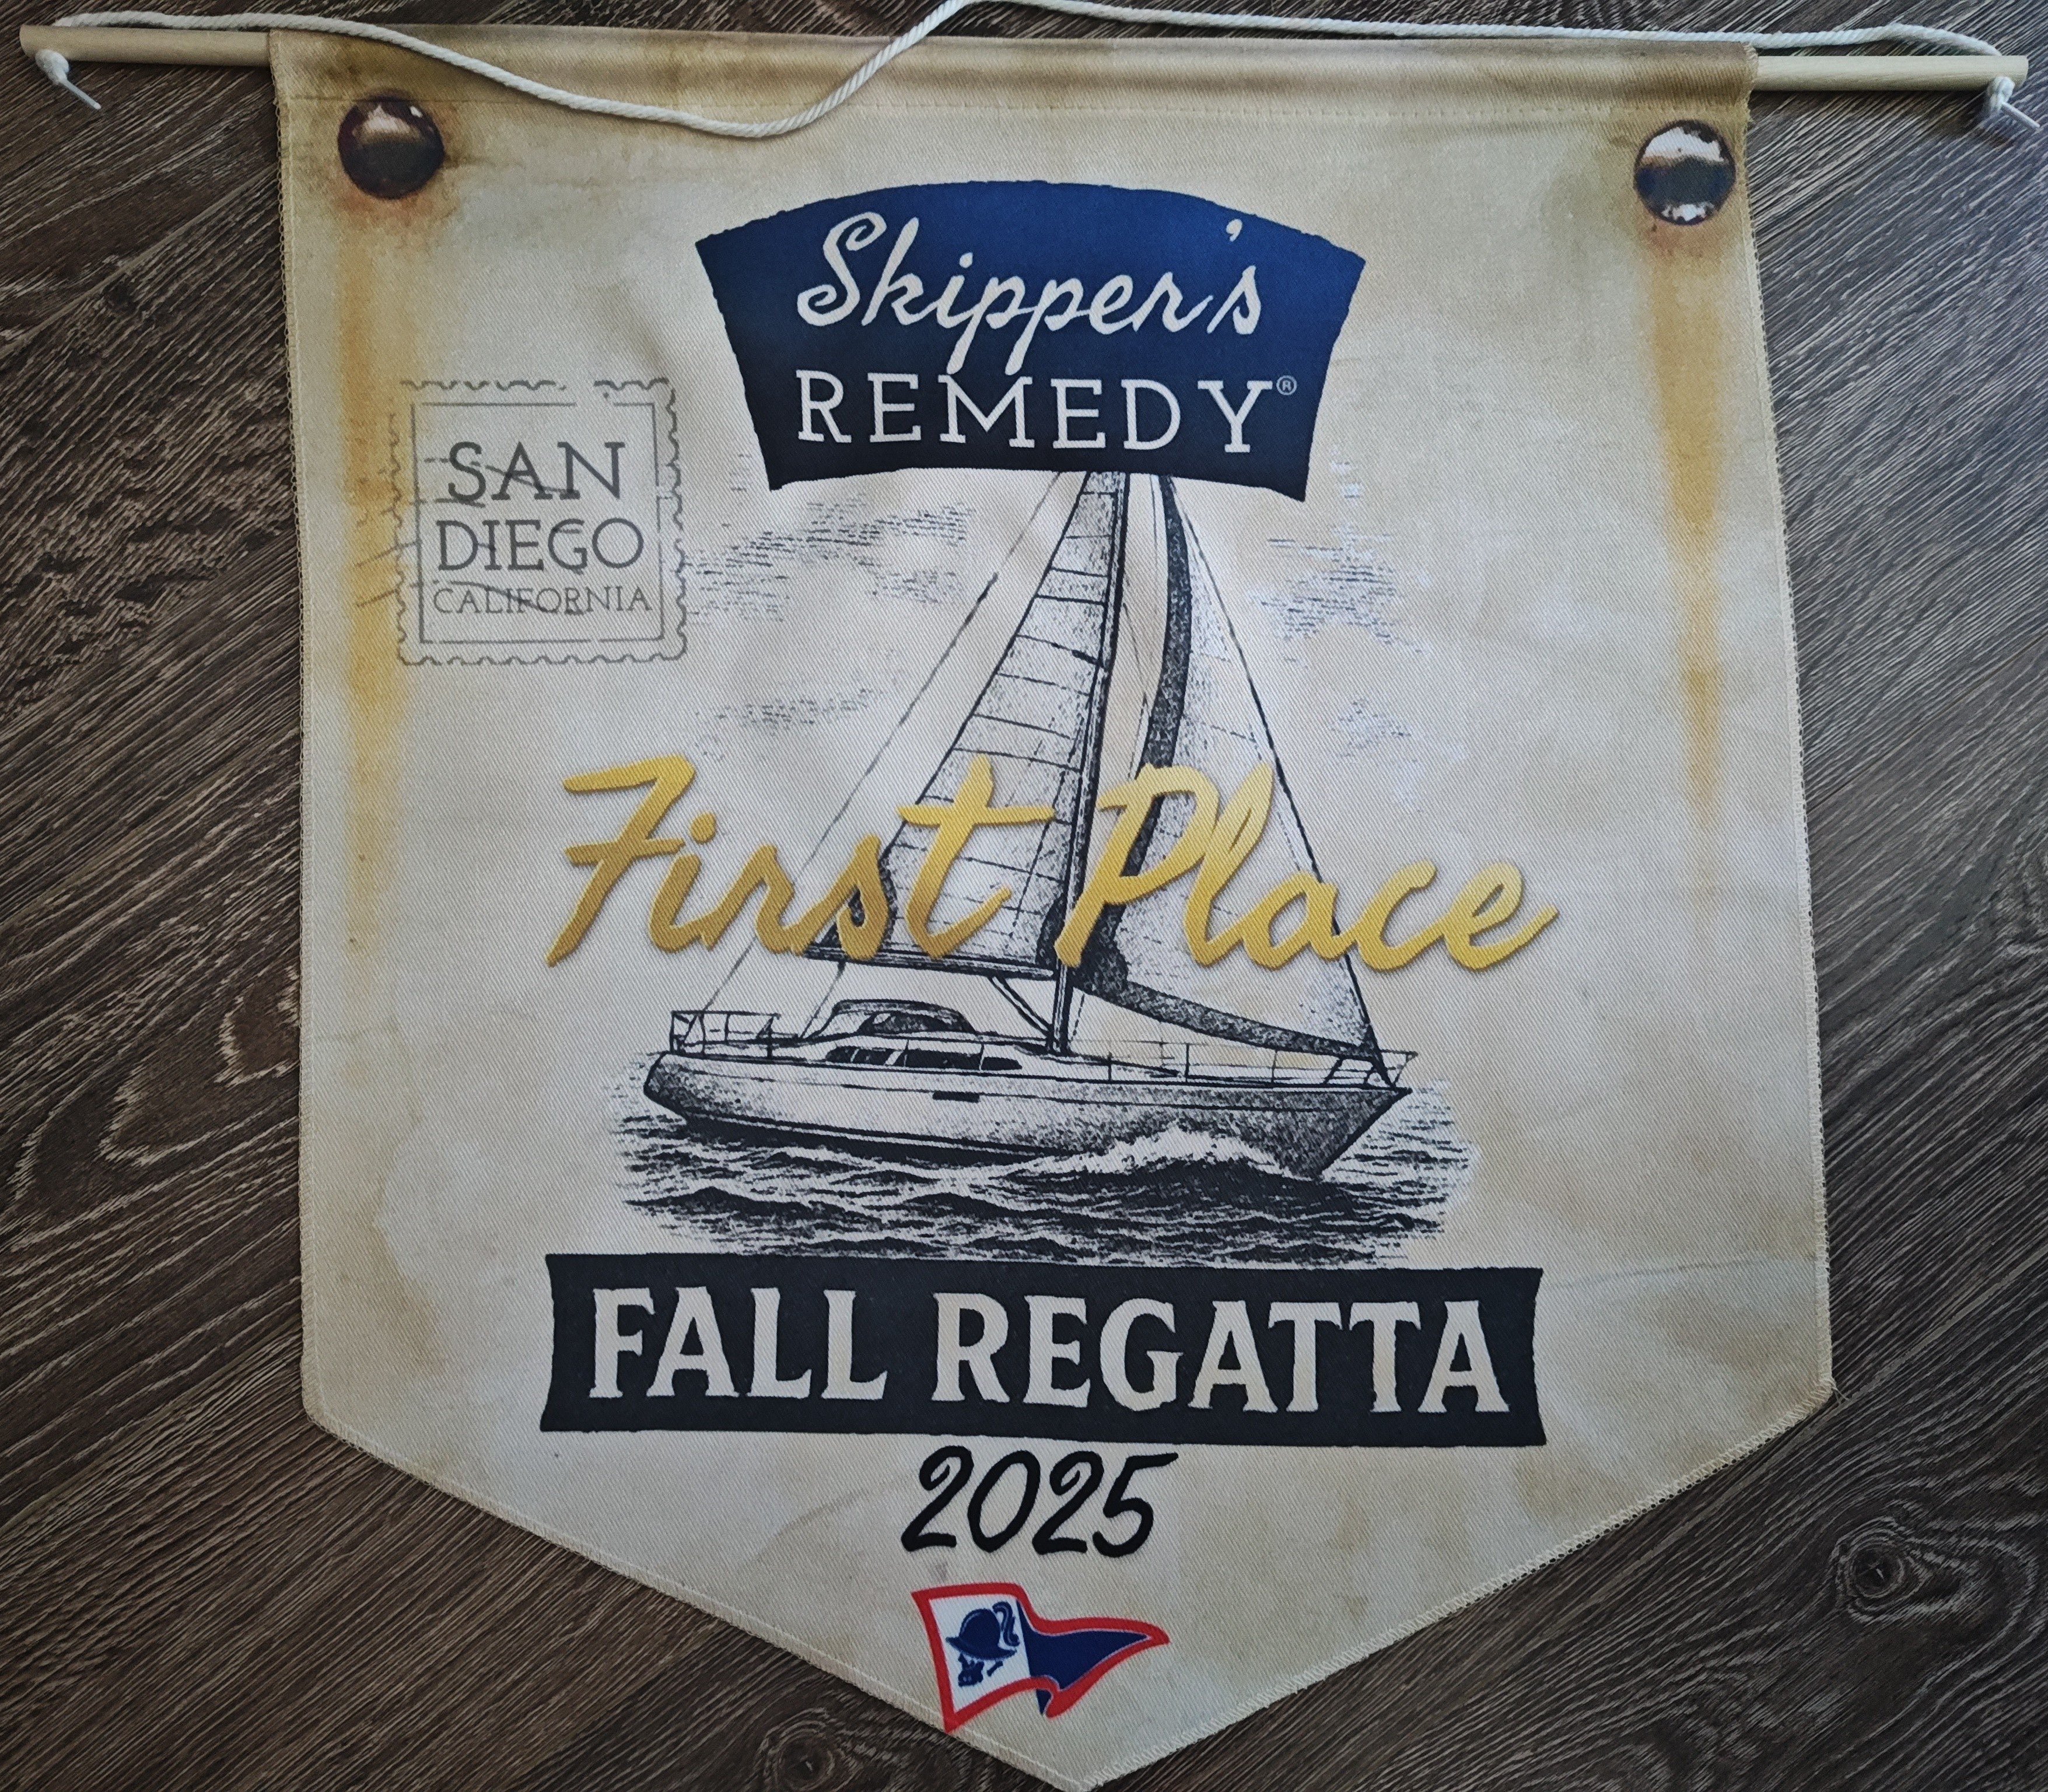 Skipper's
REMEDY®
SAN
DIEGO
CALIFORNIA
First Place
FALL REGATTA
2025